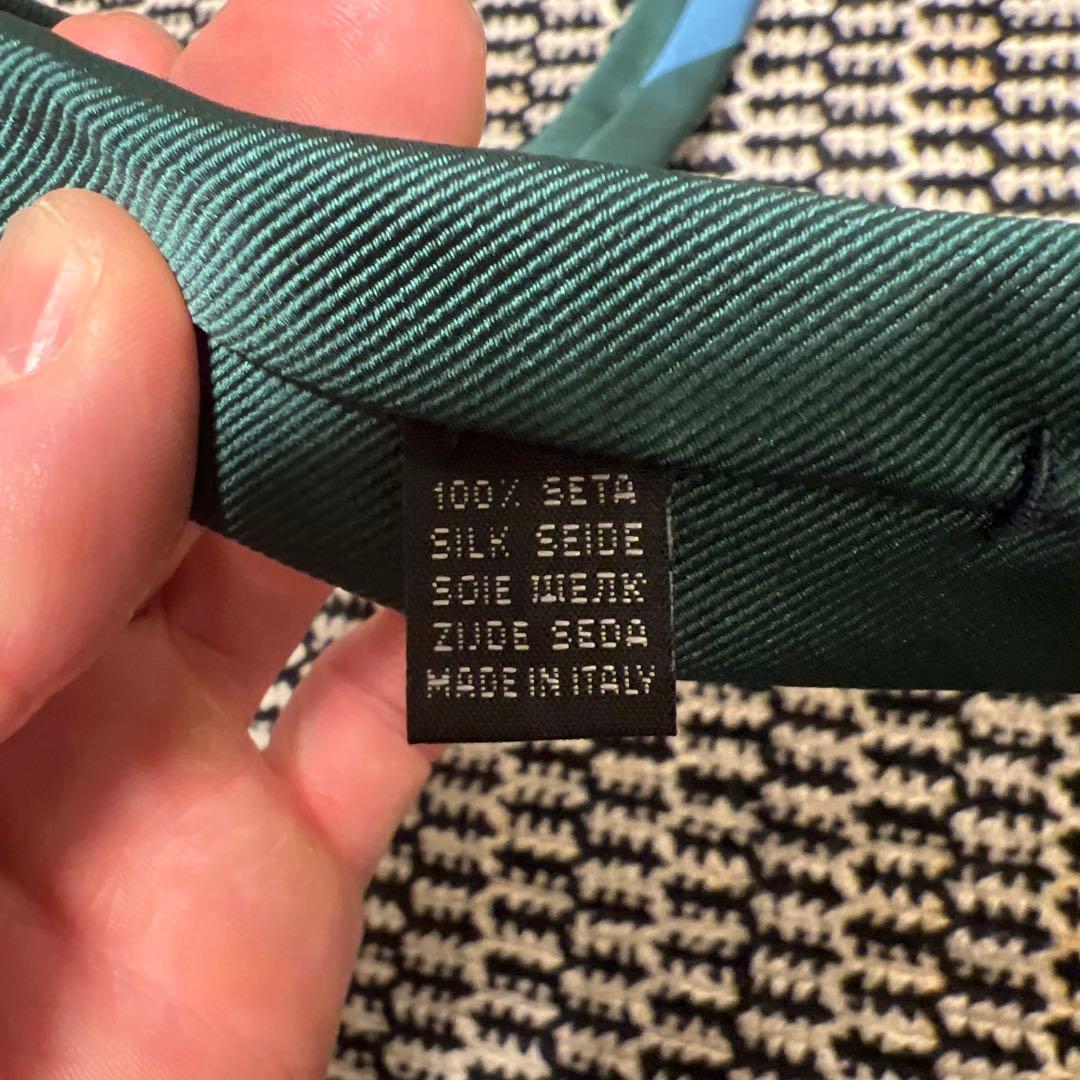 100% SETA
SILK SEIDE
SOIE ШЕЛК
ZIJDE SEDA
MADE IN ITALY